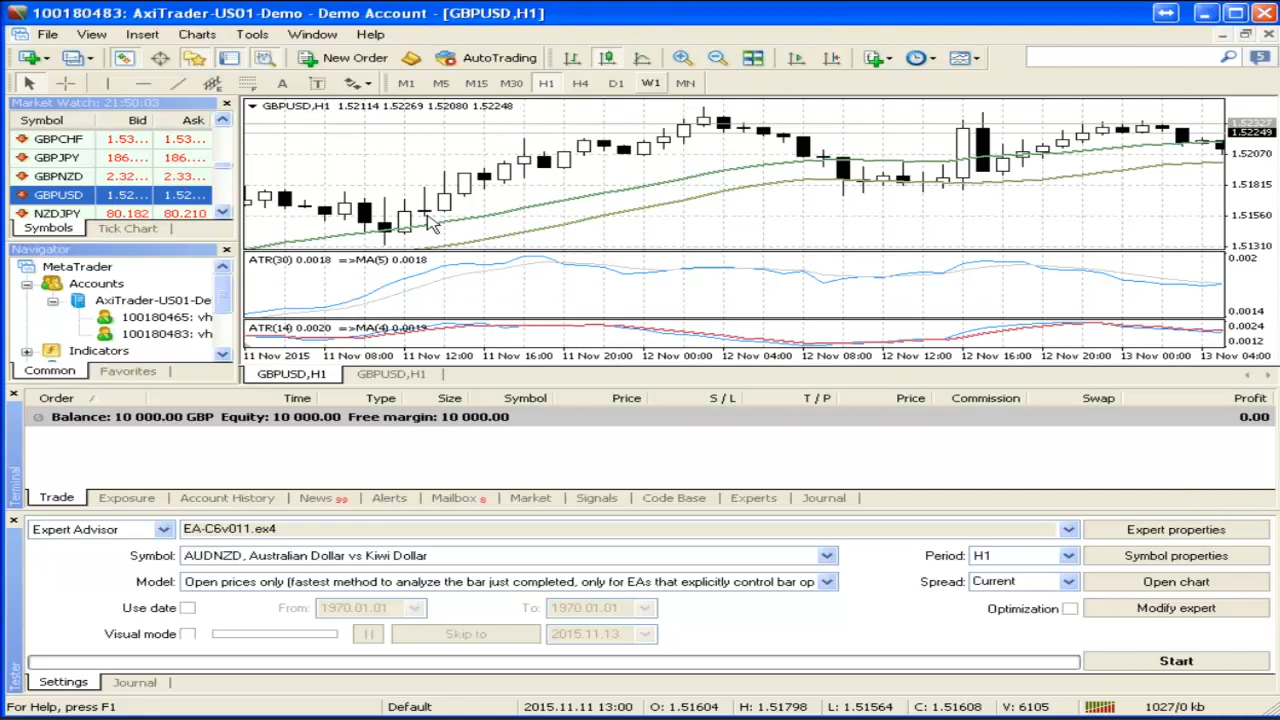 100180483: AxiTrader-US01-Demo - Demo Account - [GBPUSD,H1]
File View Insert Charts Tools Window Help
New Order AutoTrading
A T M1 M5 M15 M30 H1 H4 D1 W1 MN
Market Watch: 21:50:03
Symbol Bid Ask
GBPCHF 1.53... 1.53...
GBPJPY 186.... 186....
GBPNZD 2.32... 2.33...
GBPUSD 1.52... 1.52...
NZDJPY 80.182 80.210
Symbols Tick Chart
Navigator
MetaTrader
Accounts
AxiTrader-US01-De
100180465: vh
100180483: vh
Indicators
Common Favorites
GBPUSD,H1 1.52114 1.52269 1.52080 1.52248
1.52327
1.52249
1.52070
1.51815
1.51560
1.51310
ATR(30) 0.0018 =>MA(5) 0.0018
0.002
0.0014
ATR(14) 0.0020 =>MA(4) 0.0019
0.0024
0.0012
11 Nov 2015 11 Nov 08:00 11 Nov 12:00 11 Nov 16:00 11 Nov 20:00 12 Nov 00:00 12 Nov 04:00 12 Nov 08:00 12 Nov 12:00 12 Nov 16:00 12 Nov 20:00 13 Nov 00:00 13 Nov 04:00
GBPUSD,H1 GBPUSD,H1
Order Time Type Size Symbol Price S / L T / P Price Commission Swap Profit
Balance: 10 000.00 GBP Equity: 10 000.00 Free margin: 10 000.00 0.00
Terminal
Trade Exposure Account History News 99 Alerts Mailbox 6 Market Signals Code Base Experts Journal
Expert Advisor EA-C6v011.ex4 Expert properties
Symbol: AUDNZD, Australian Dollar vs Kiwi Dollar Period: H1 Symbol properties
Model: Open prices only (fastest method to analyze the bar just completed, only for EAs that explicitly control bar op Spread: Current Open chart
Use date From: 1970.01.01 To: 1970.01.01 Optimization Modify expert
Visual mode Skip to 2015.11.13
Start
Tester
Settings Journal
For Help, press F1 Default 2015.11.11 13:00 O: 1.51604 H: 1.51798 L: 1.51564 C: 1.51608 V: 6105 1027/0 kb